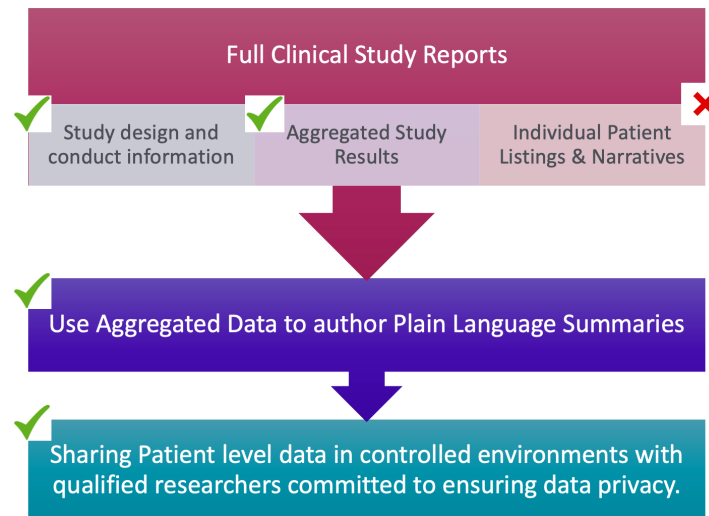 Full Clinical Study Reports
Study design and
conduct information
Aggregated Study
Results
Individual Patient
Listings & Narratives
Use Aggregated Data to author Plain Language Summaries
Sharing Patient level data in controlled environments with
qualified researchers committed to ensuring data privacy.